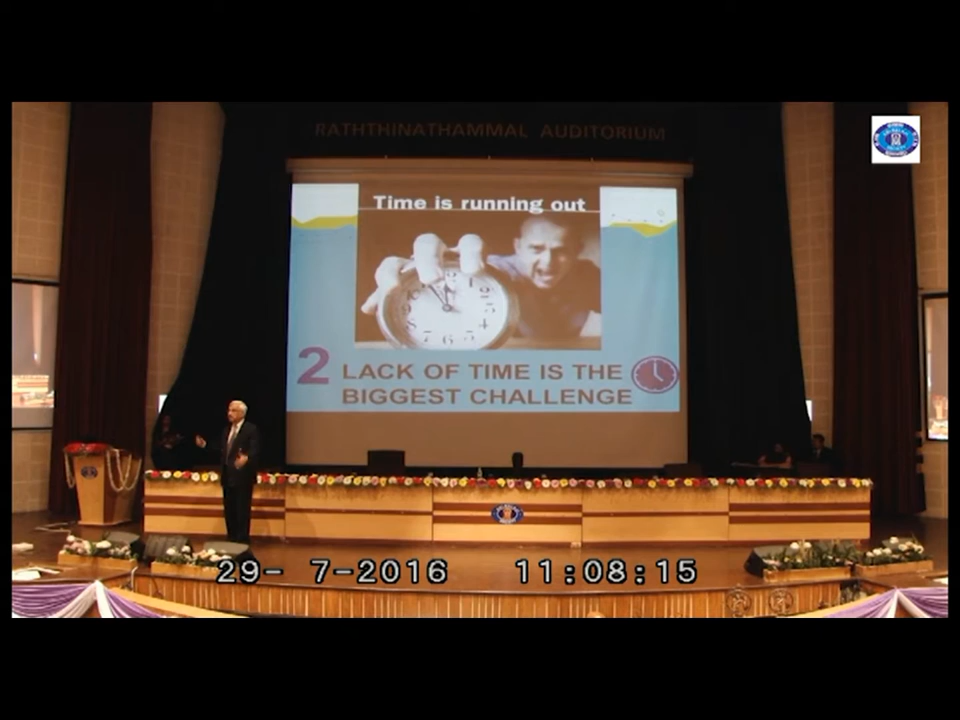 RATHTHINATHAMMAL AUDITORIUM
Time is running out
2 LACK OF TIME IS THE
BIGGEST CHALLENGE
29- 7-2016 11:08:15